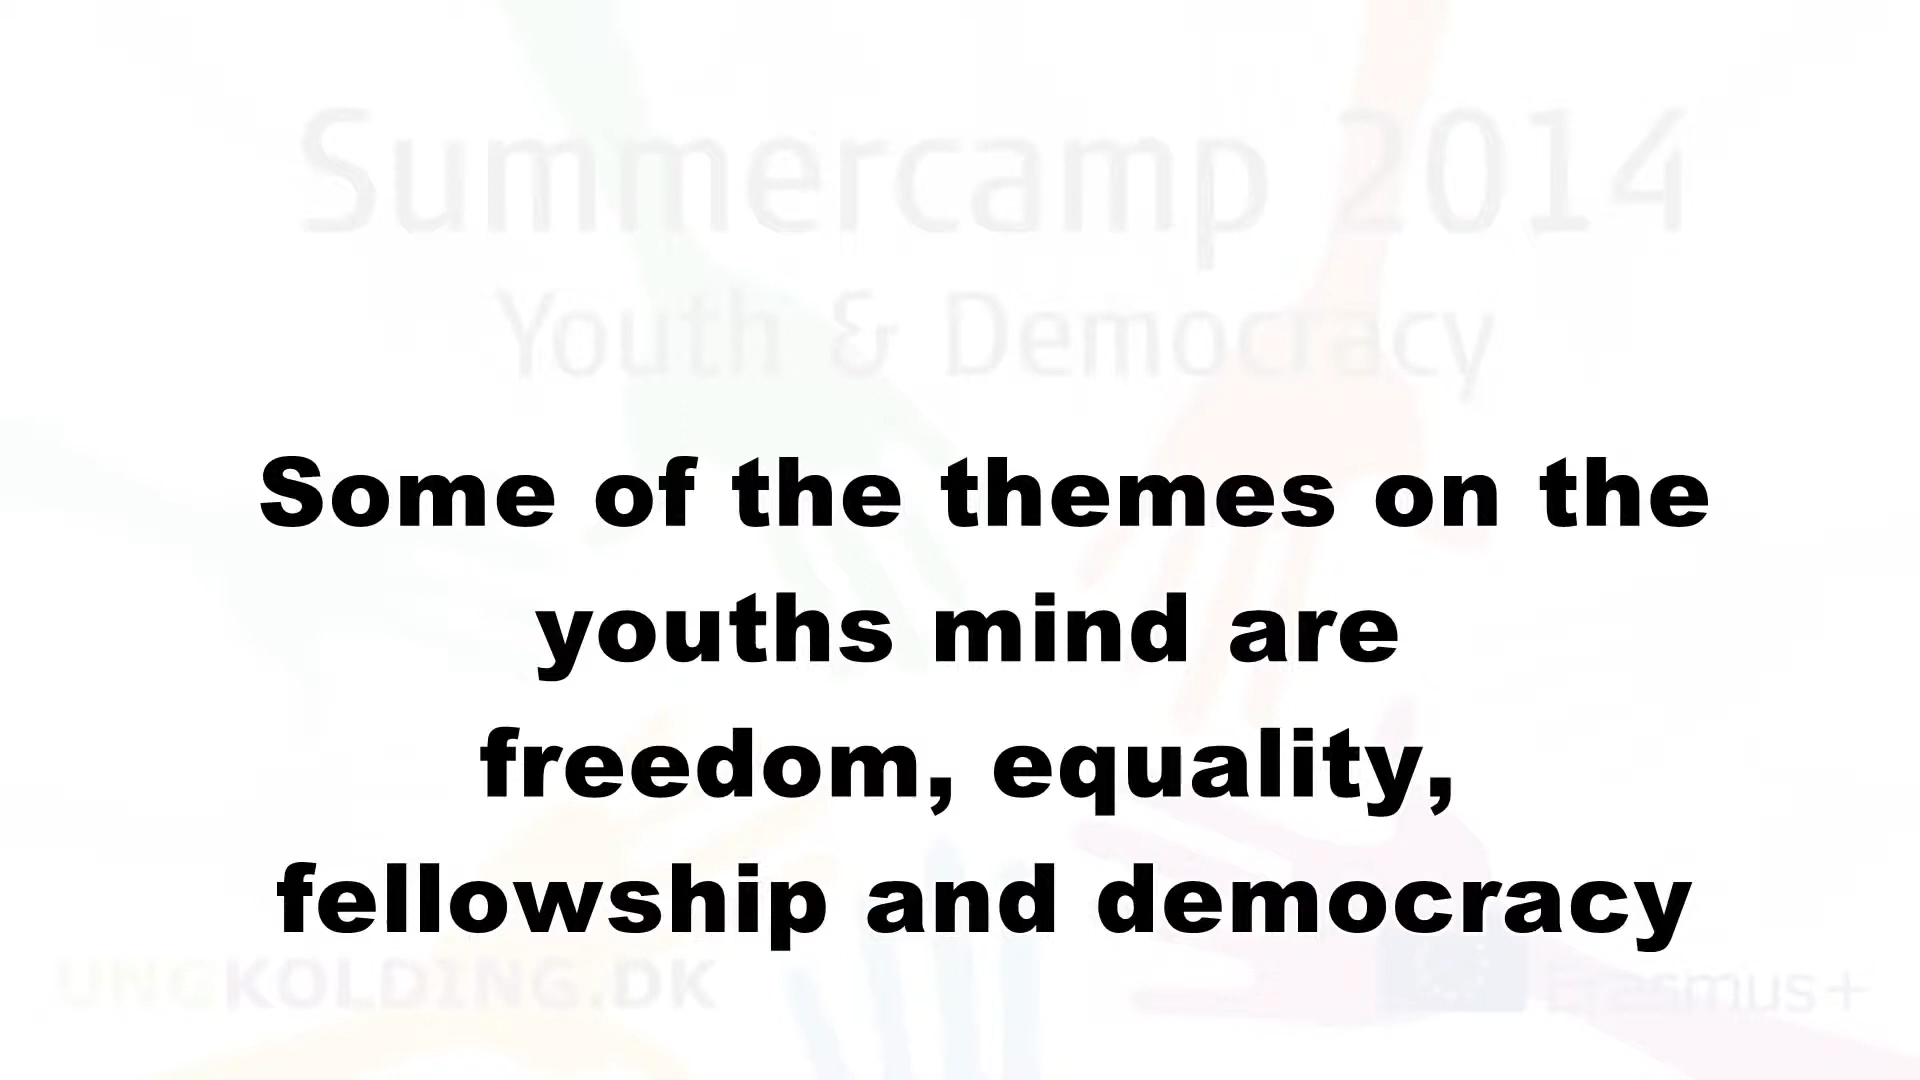 Summercamp 2014
Youth & Democracy
Some of the themes on the
youths mind are
freedom, equality,
fellowship and democracy
UNGKOLDING.DK
Erasmus+